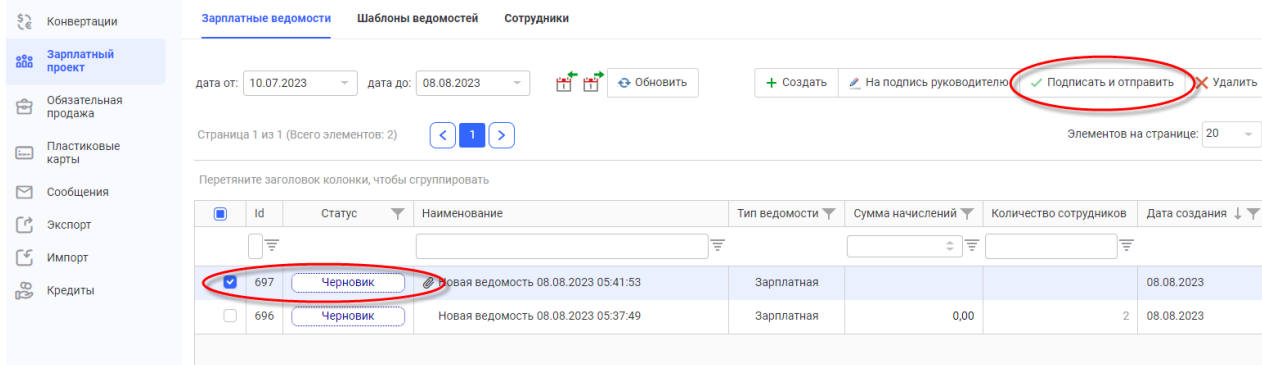 Конвертации
Зарплатный
проект
Обязательная
продажа
Пластиковые
карты
Сообщения
Экспорт
Импорт
Кредиты
Зарплатные ведомости Шаблоны ведомостей Сотрудники
дата от: 10.07.2023 дата до: 08.08.2023 Обновить Создать На подпись руководителю Подписать и отправить Удалить
Страница 1 из 1 (Всего элементов: 2) 1 Элементов на странице: 20
Перетяните заголовок колонки, чтобы сгруппировать
Id Статус Наименование Тип ведомости Сумма начислений Количество сотрудников Дата создания
697 Черновик Новая ведомость 08.08.2023 05:41:53 Зарплатная 08.08.2023
696 Черновик Новая ведомость 08.08.2023 05:37:49 Зарплатная 0,00 2 08.08.2023